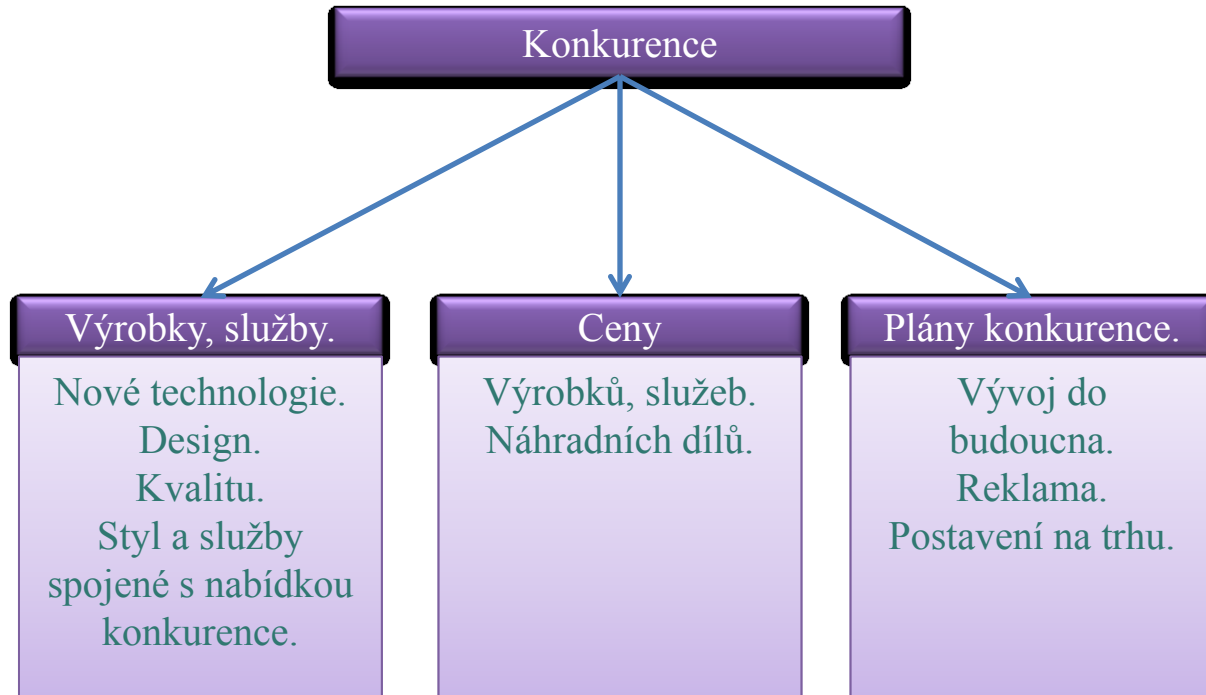 Konkurence
Výrobky, služby.
Nové technologie.
Design.
Kvalitu.
Styl a služby
spojené s nabídkou
konkurence.
Ceny
Výrobků, služeb.
Náhradních dílů.
Plány konkurence.
Vývoj do
budoucna.
Reklama.
Postavení na trhu.